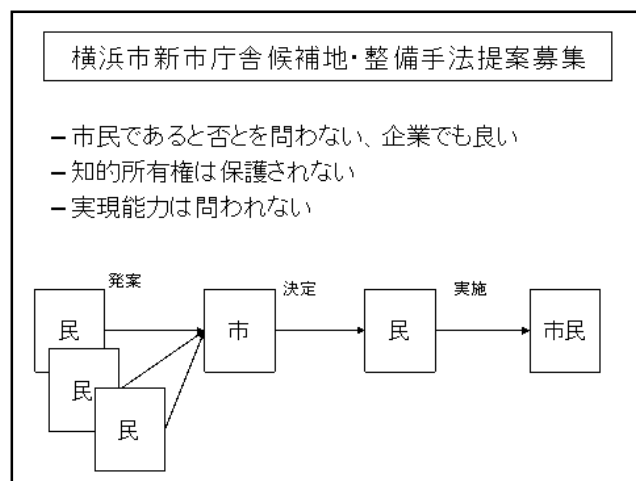 横浜市新市庁舎候補地・整備手法提案募集
– 市民であると否とを問わない、企業でも良い
– 知的所有権は保護されない
– 実現能力は問われない
発案
決定
実施
民
市
民
市民
民
民